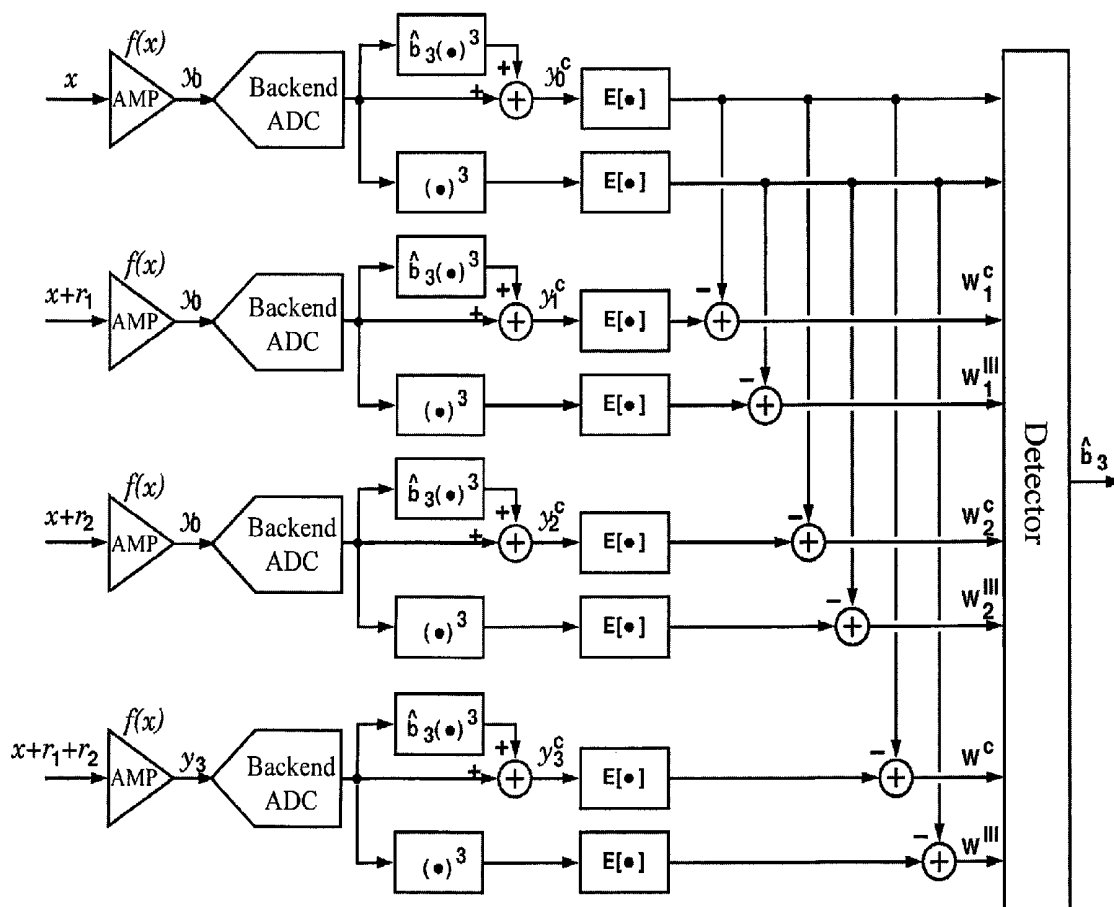 f(x)
x
AMP
y₀
Backend
ADC
b̂₃(•)³
+
+
+
y₀ᶜ
E[•]
(•)³
E[•]
f(x)
x+r₁
AMP
y₀
Backend
ADC
b̂₃(•)³
+
+
+
y₁ᶜ
E[•]
−
+
W₁ᶜ
(•)³
E[•]
−
+
W₁ᴵᴵᴵ
f(x)
x+r₂
AMP
y₀
Backend
ADC
b̂₃(•)³
+
+
+
y₂ᶜ
E[•]
−
+
W₂ᶜ
(•)³
E[•]
−
+
W₂ᴵᴵᴵ
f(x)
x+r₁+r₂
AMP
y₃
Backend
ADC
b̂₃(•)³
+
+
+
y₃ᶜ
E[•]
−
+
Wᶜ
(•)³
E[•]
−
+
Wᴵᴵᴵ
Detector
b̂₃